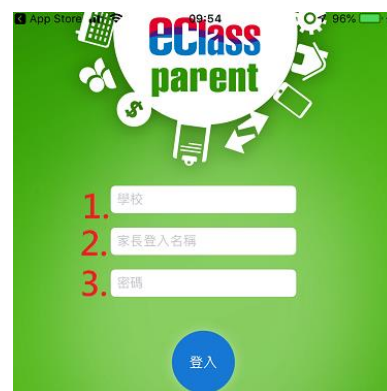 App Store 09:54 96%
eClass
parent
$
1. 學校
2. 家長登入名稱
3. 密碼
登入